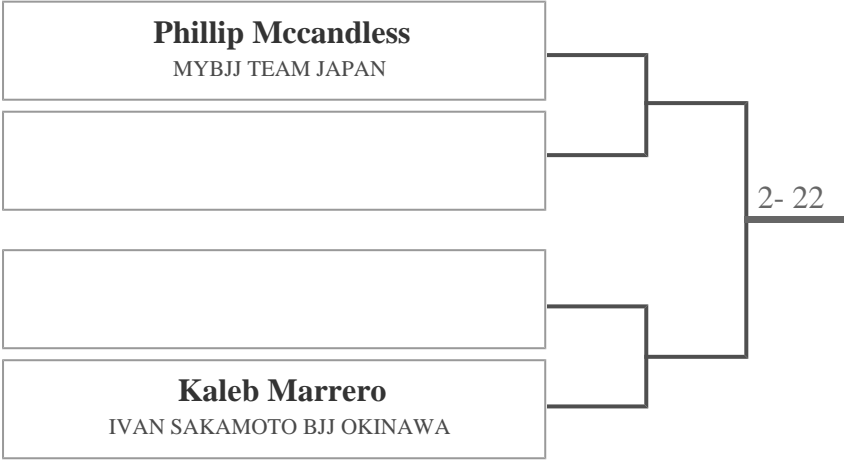 Phillip Mccandless
MYBJJ TEAM JAPAN
2- 22
Kaleb Marrero
IVAN SAKAMOTO BJJ OKINAWA